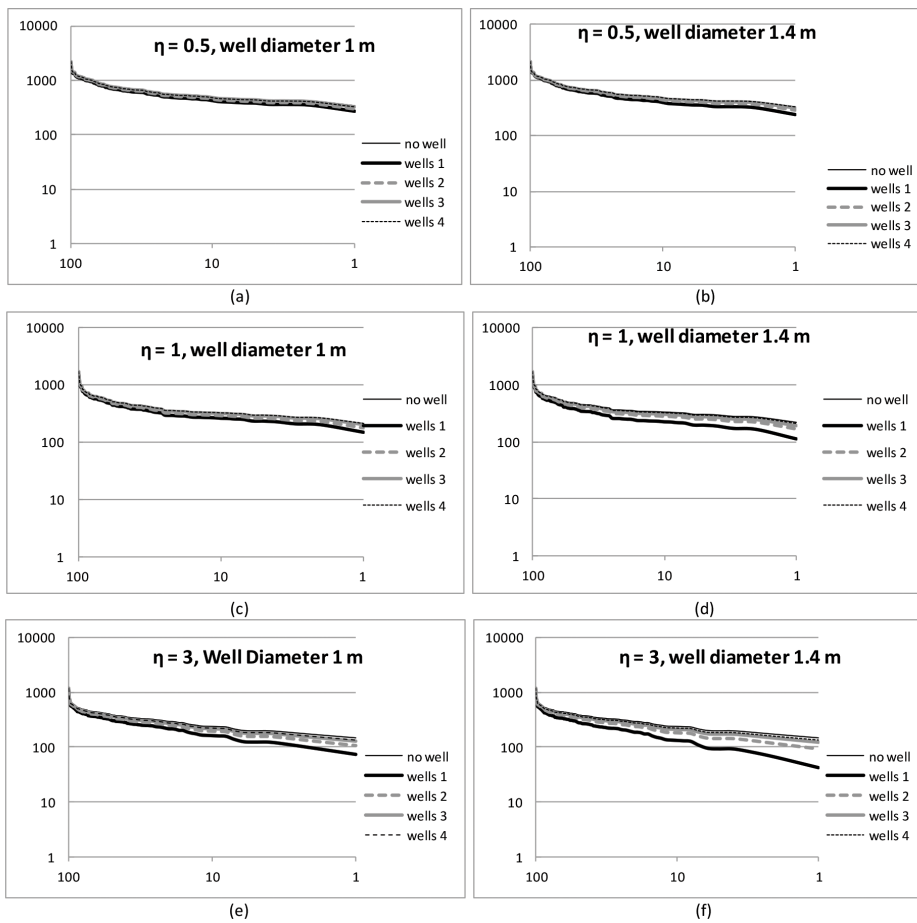 η = 0.5, well diameter 1 m
10000
1000
100
10
1
100
10
1
no well
wells 1
wells 2
wells 3
wells 4
(a)
η = 0.5, well diameter 1.4 m
10000
1000
100
10
1
100
10
1
no well
wells 1
wells 2
wells 3
wells 4
(b)
η = 1, well diameter 1 m
10000
1000
100
10
1
100
10
1
no well
wells 1
wells 2
wells 3
wells 4
(c)
η = 1, well diameter 1.4 m
10000
1000
100
10
1
100
10
1
no well
wells 1
wells 2
wells 3
wells 4
(d)
η = 3, Well Diameter 1 m
10000
1000
100
10
1
100
10
1
no well
wells 1
wells 2
wells 3
wells 4
(e)
η = 3, well diameter 1.4 m
10000
1000
100
10
1
100
10
1
no well
wells 1
wells 2
wells 3
wells 4
(f)